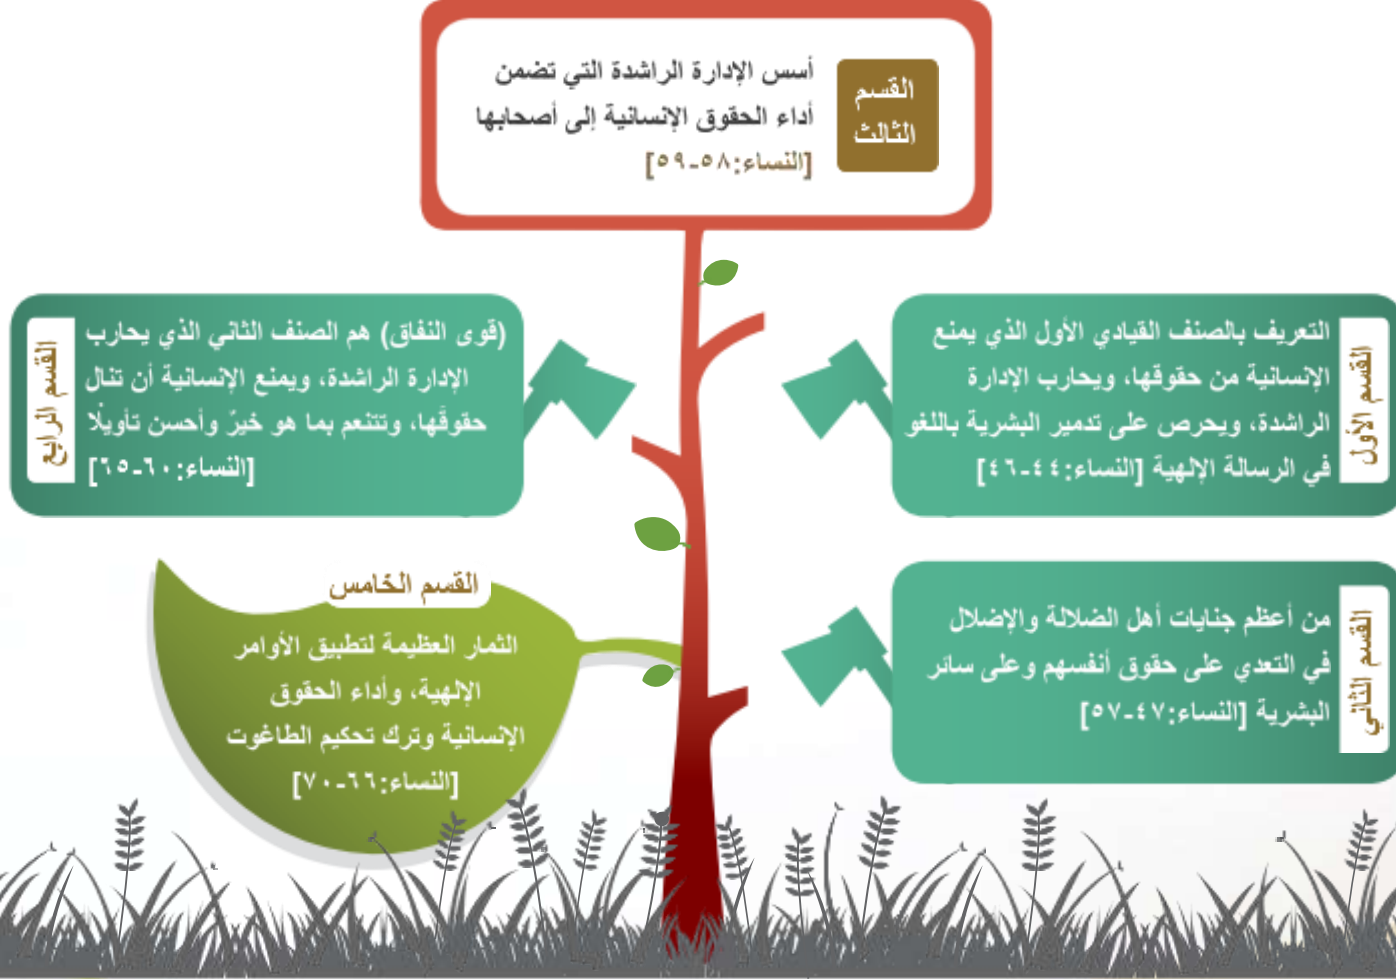 القسم
الثالث
أسس الإدارة الراشدة التي تضمن
أداء الحقوق الإنسانية إلى أصحابها
[النساء:٥٨-٥٩]
القسم الأول
التعريف بالصنف القيادي الأول الذي يمنع
الإنسانية من حقوقها، ويحارب الإدارة
الراشدة، ويحرص على تدمير البشرية باللغو
في الرسالة الإلهية [النساء:٤٤-٤٦]
القسم الرابع
(قوى النفاق) هم الصنف الثاني الذي يحارب
الإدارة الراشدة، ويمنع الإنسانية أن تنال
حقوقَها، وتتنعم بما هو خيرٌ وأحسن تأويلًا
[النساء:٦٠-٦٥]
القسم الثاني
من أعظم جنايات أهل الضلالة والإضلال
في التعدي على حقوق أنفسهم وعلى سائر
البشرية [النساء:٤٧-٥٧]
القسم الخامس
الثمار العظيمة لتطبيق الأوامر
الإلهية، وأداء الحقوق
الإنسانية وترك تحكيم الطاغوت
[النساء:٦٦-٧٠]